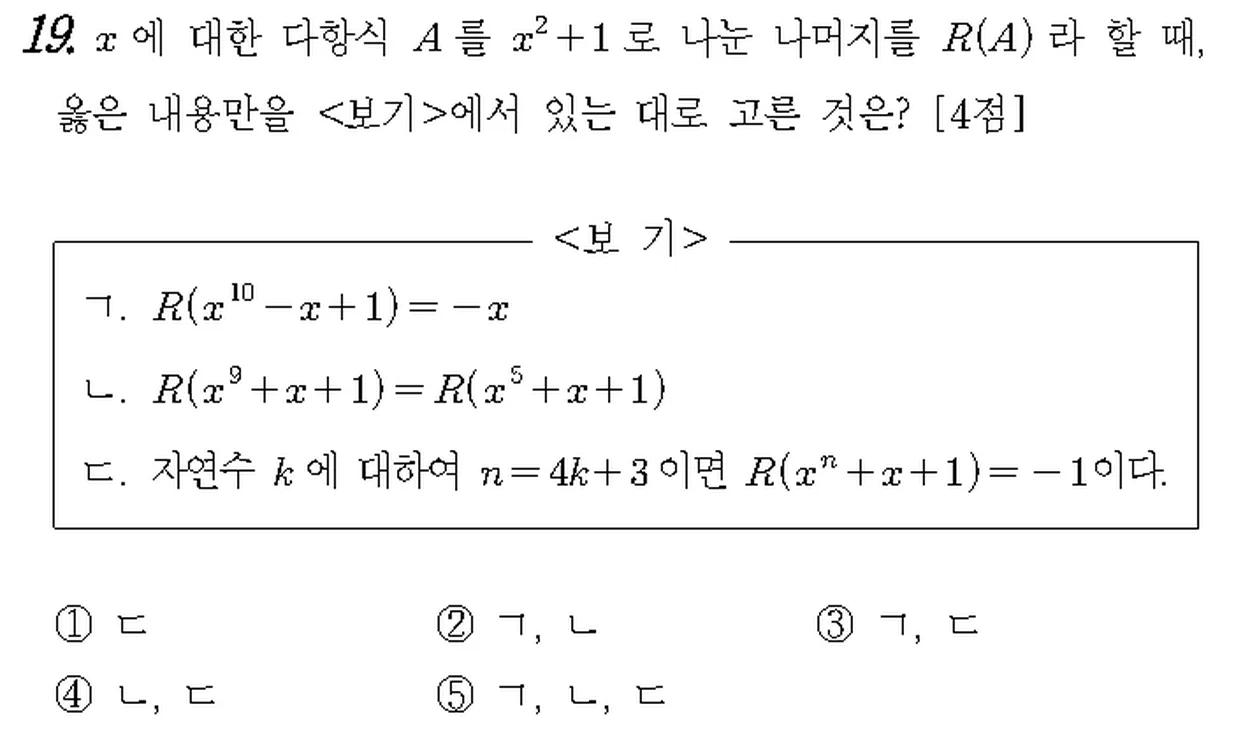 19. x에 대한 다항식 A를 x²+1로 나눈 나머지를 R(A)라 할 때,
옳은 내용만을 <보기>에서 있는 대로 고른 것은? [4점]
<보 기>
ㄱ. R(x¹⁰−x+1)=−x
ㄴ. R(x⁹+x+1)=R(x⁵+x+1)
ㄷ. 자연수 k에 대하여 n=4k+3이면 R(xⁿ+x+1)=−1이다.
① ㄷ ② ㄱ, ㄴ ③ ㄱ, ㄷ
④ ㄴ, ㄷ ⑤ ㄱ, ㄴ, ㄷ